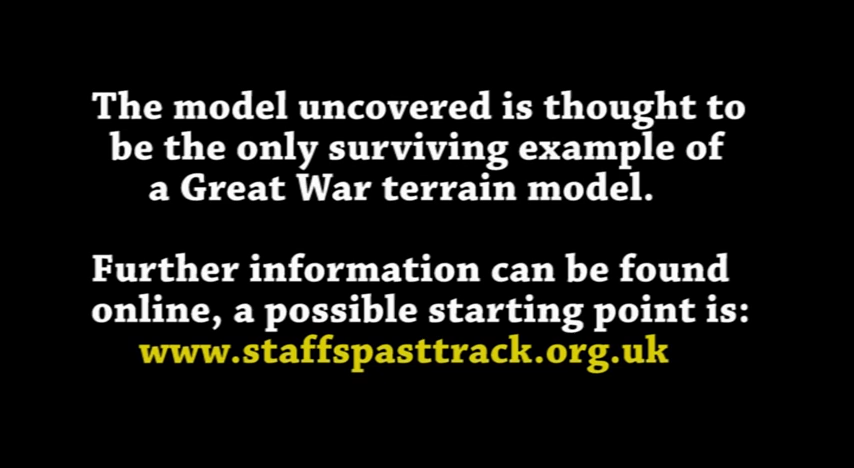 The model uncovered is thought to
be the only surviving example of
a Great War terrain model.
Further information can be found
online, a possible starting point is:
www.staffspasttrack.org.uk